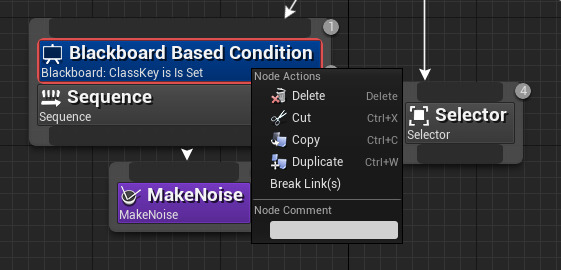 1
Blackboard Based Condition
Blackboard: ClassKey is Is Set
Sequence
Sequence
MakeNoise
MakeNoise
Node Actions
Delete Delete
Cut Ctrl+X
Copy Ctrl+C
Duplicate Ctrl+W
Break Link(s)
Node Comment
4
Selector
Selector